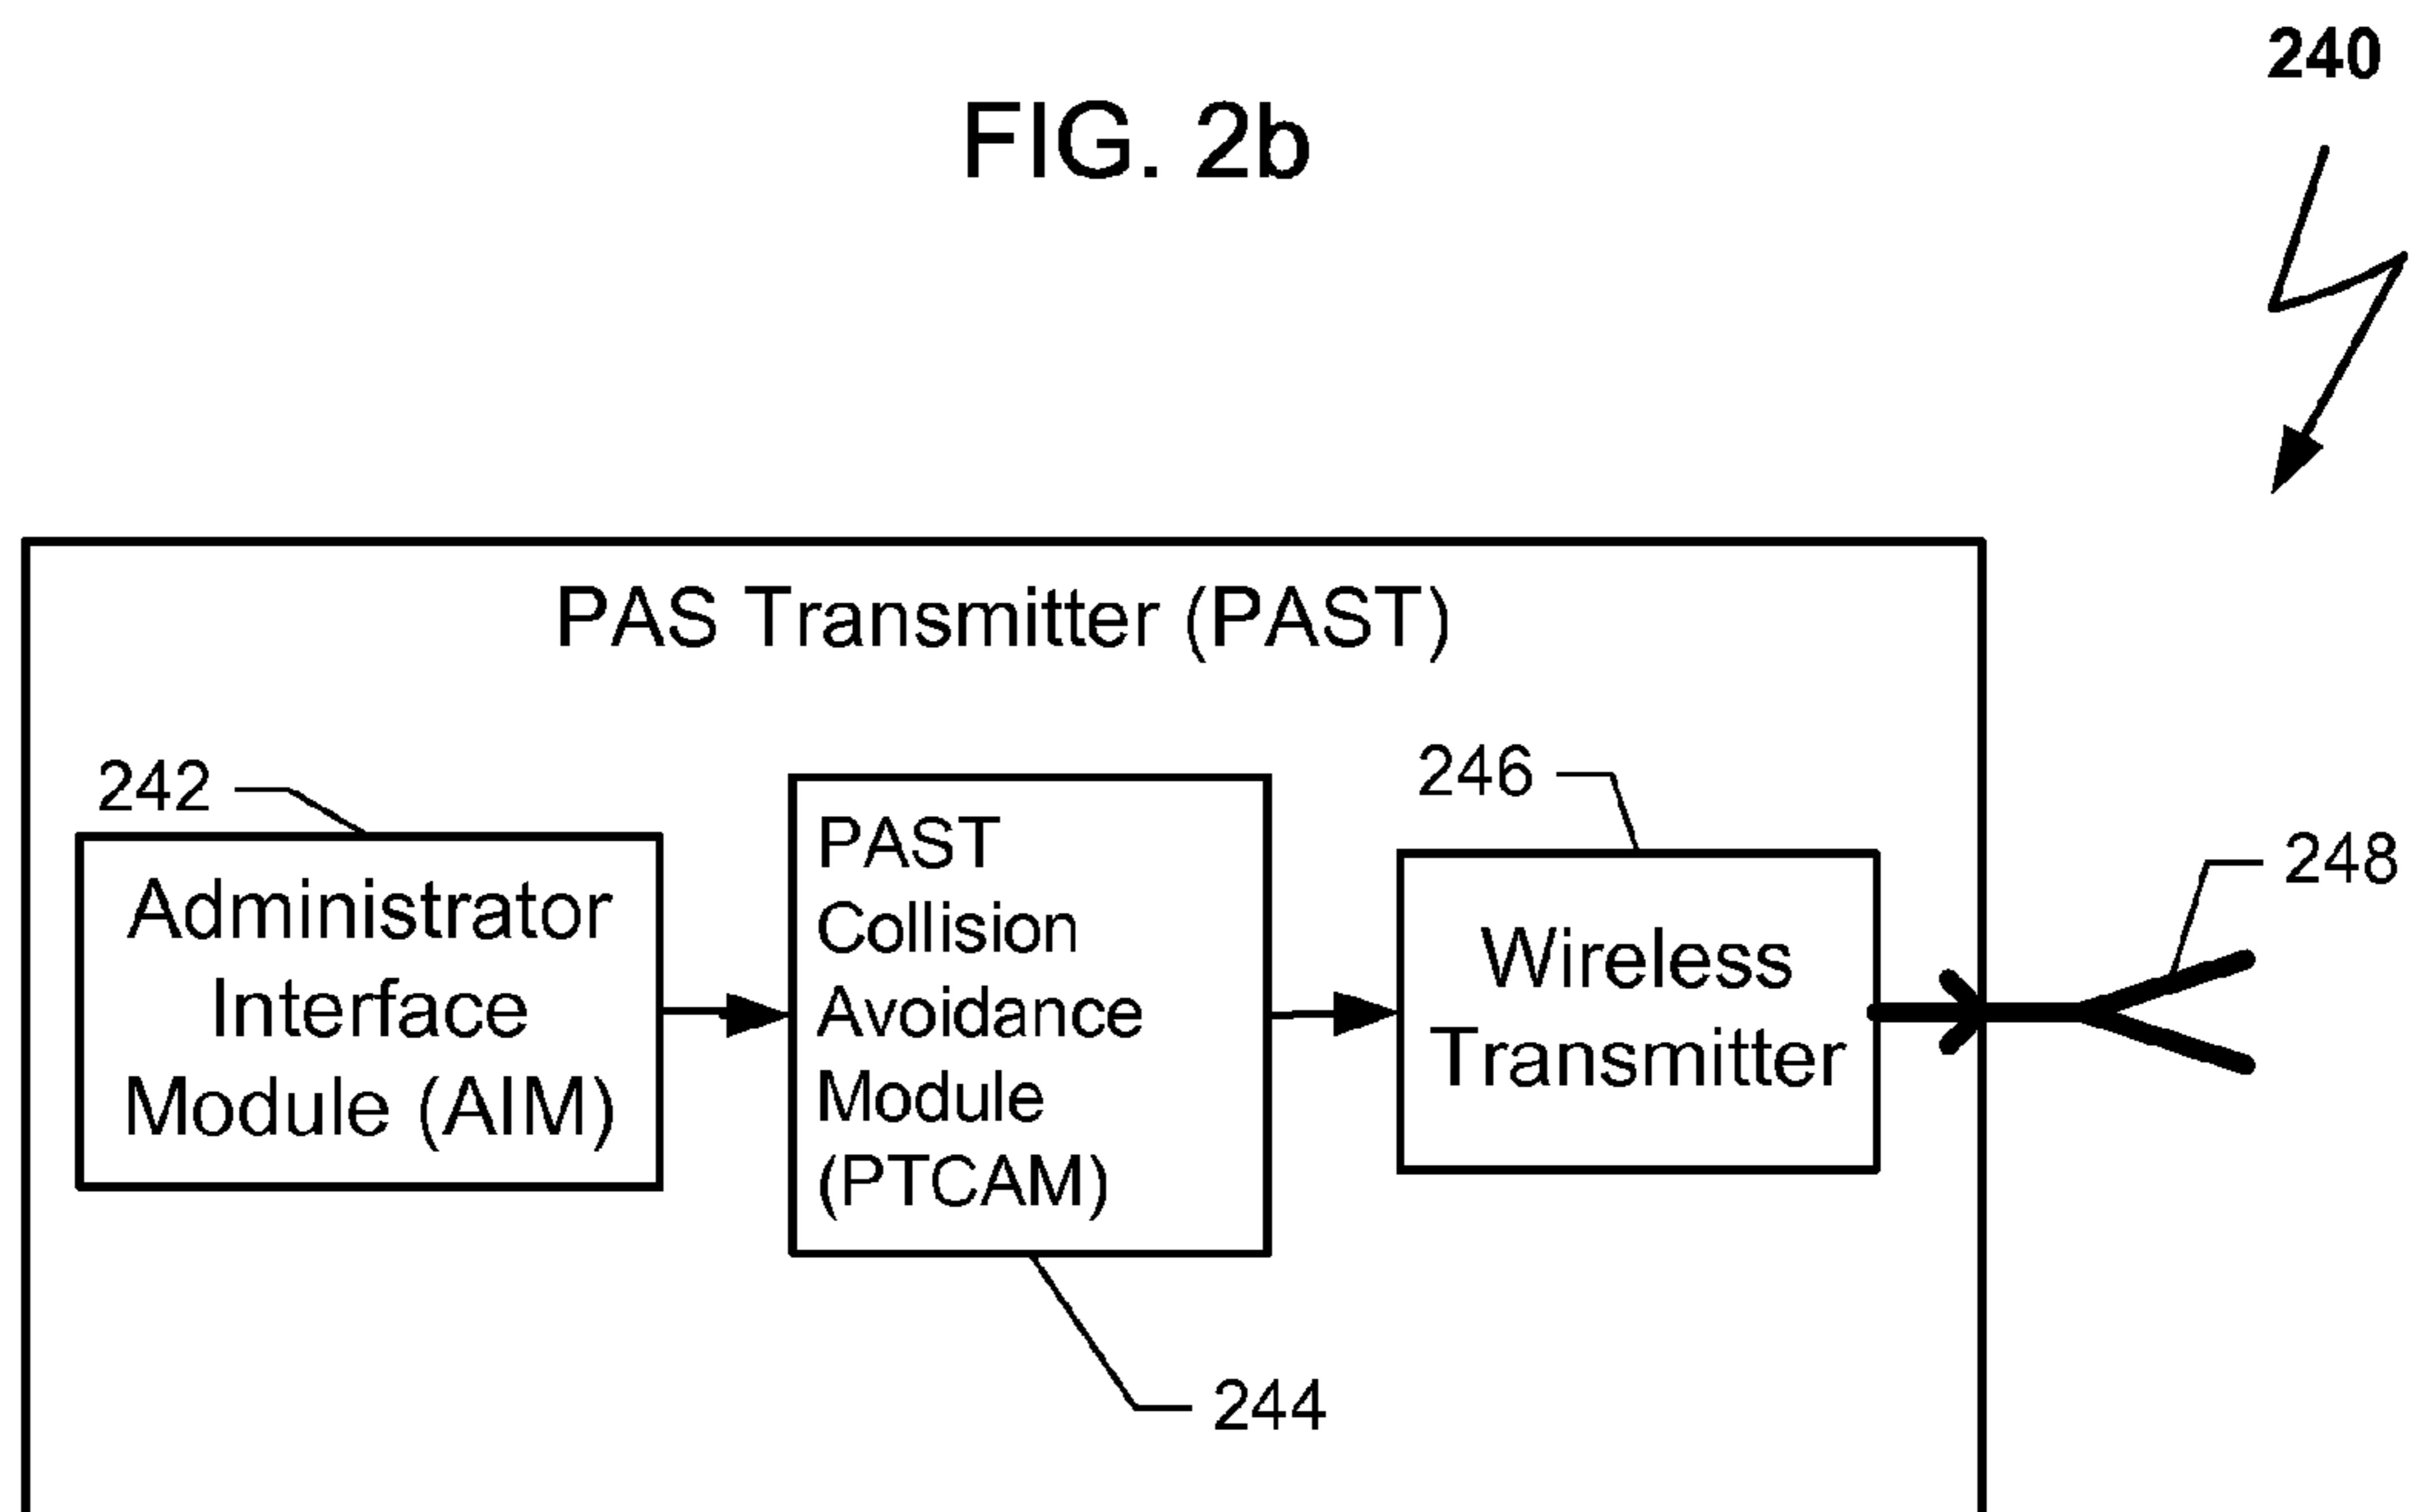 240
FIG. 2b
PAS Transmitter (PAST)
242
Administrator
Interface
Module (AIM)
PAST
Collision
Avoidance
Module
(PTCAM)
244
246
Wireless
Transmitter
248